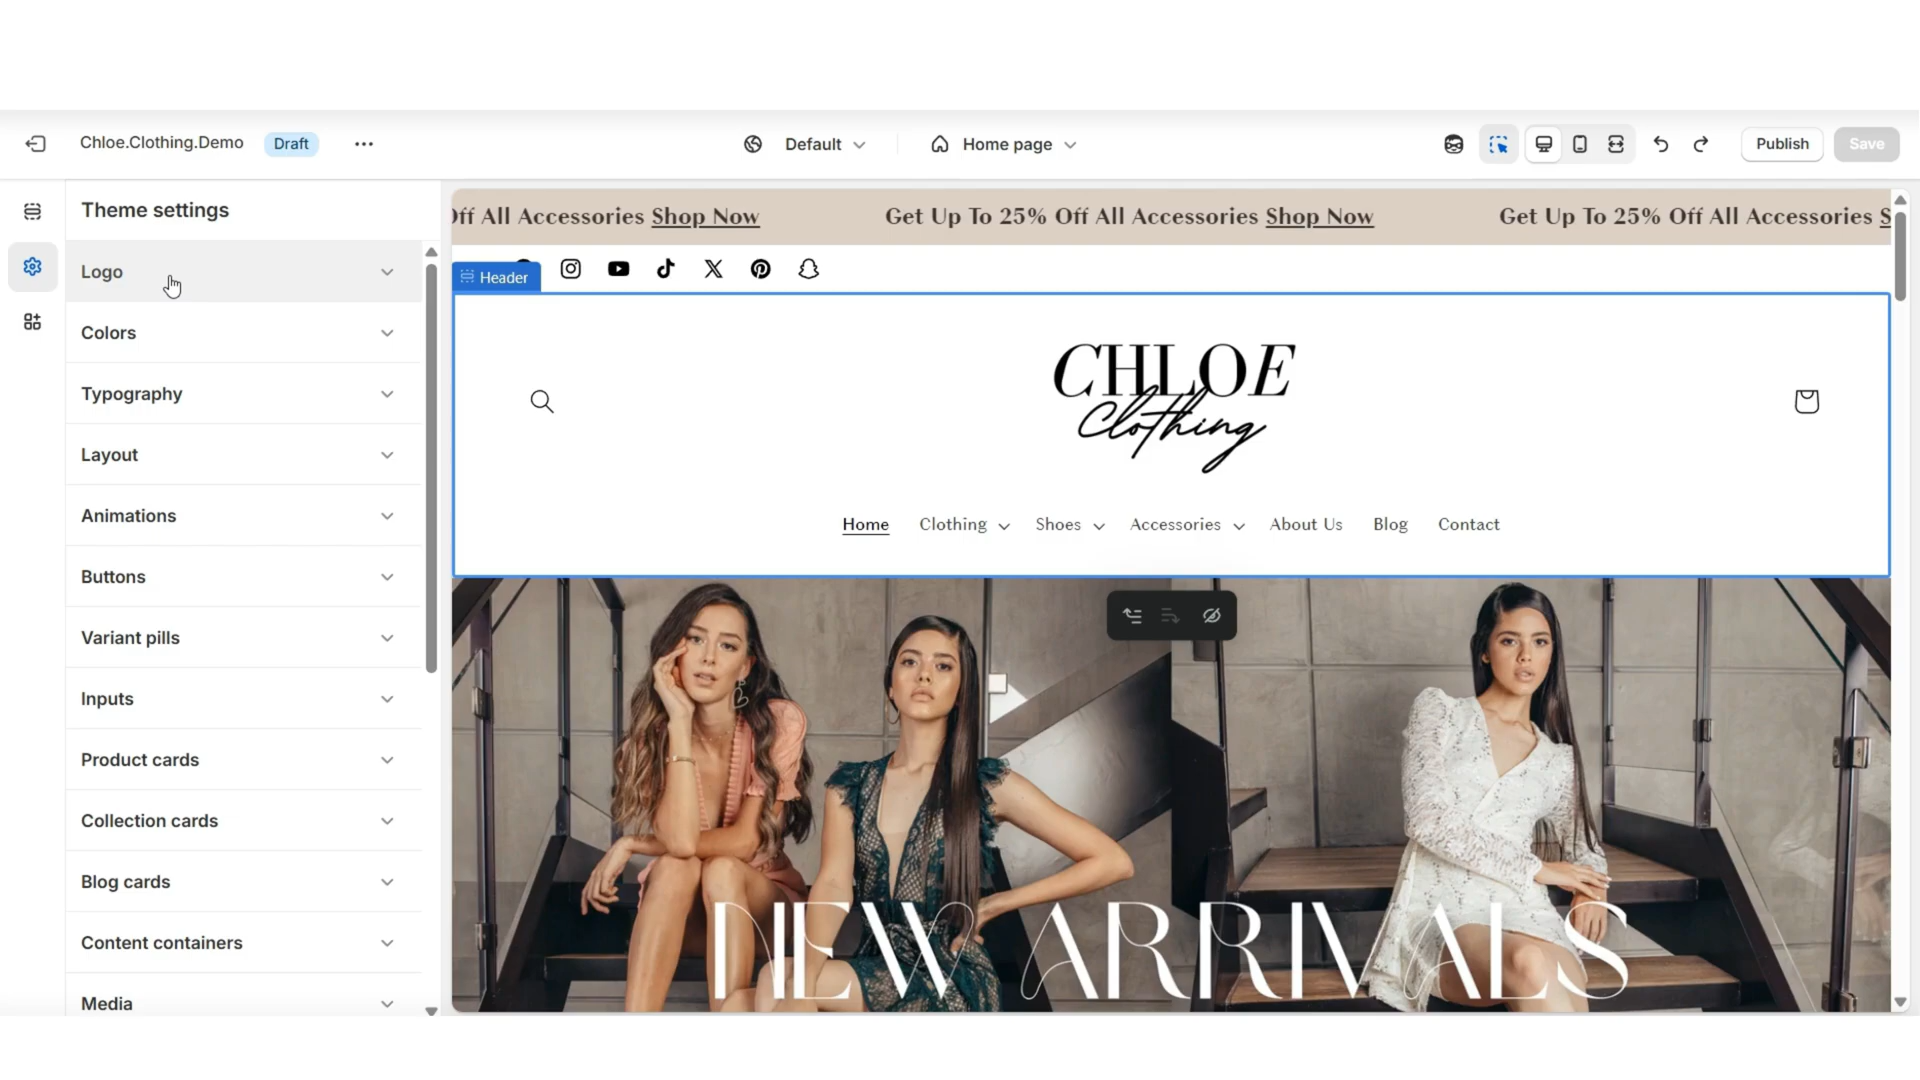 Chloe.Clothing.Demo Draft Default Home page Publish Save
Theme settings
Logo
Colors
Typography
Layout
Animations
Buttons
Variant pills
Inputs
Product cards
Collection cards
Blog cards
Content containers
Media
Off All Accessories Shop Now Get Up To 25% Off All Accessories Shop Now Get Up To 25% Off All Accessories S
Header
CHLOE
Clothing
Home Clothing Shoes Accessories About Us Blog Contact
NEW ARRIVALS